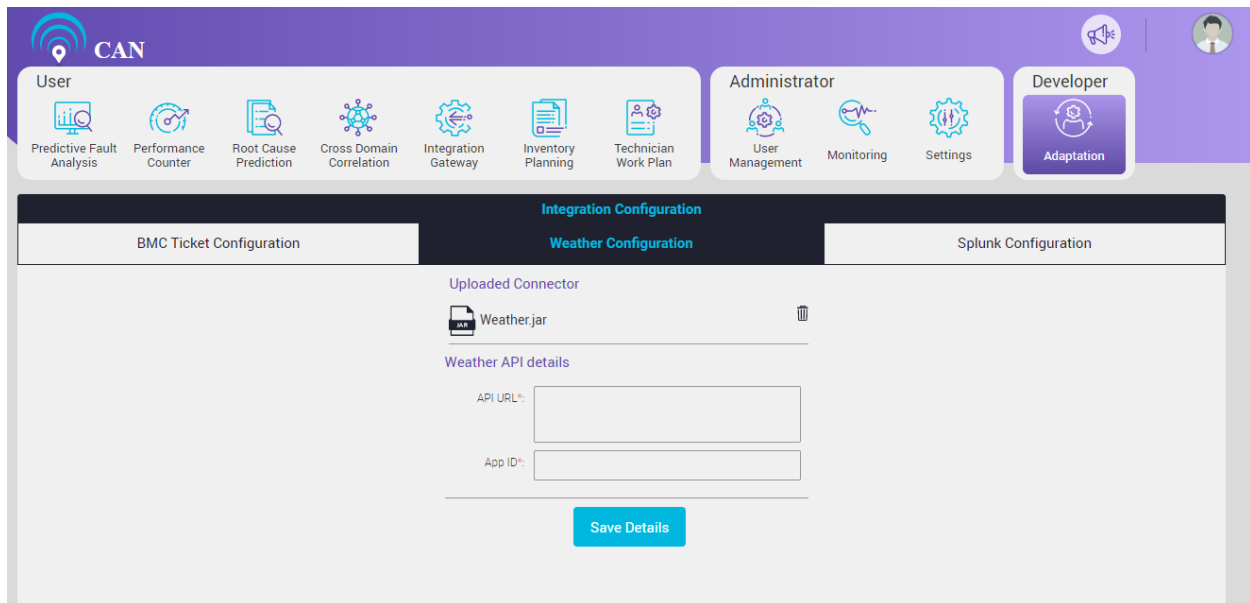 CAN
User
Administrator
Developer
Predictive Fault
Analysis
Performance
Counter
Root Cause
Prediction
Cross Domain
Correlation
Integration
Gateway
Inventory
Planning
Technician
Work Plan
User
Management
Monitoring
Settings
Adaptation
Integration Configuration
BMC Ticket Configuration
Weather Configuration
Splunk Configuration
Uploaded Connector
JAR
Weather.jar
Weather API details
API URL*:
App ID*:
Save Details